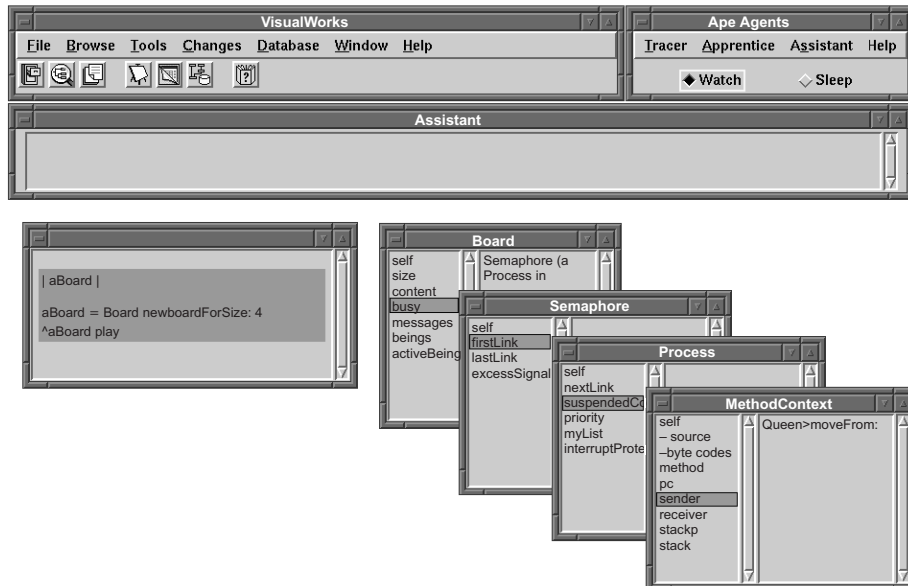 VisualWorks
File Browse Tools Changes Database Window Help
Ape Agents
Tracer Apprentice Assistant Help
Watch Sleep
Assistant
| aBoard |
aBoard = Board newboardForSize: 4
^aBoard play
Board
self
size
content
busy
messages
beings
activeBeing
Semaphore (a
Process in
Semaphore
self
firstLink
lastLink
excessSignal
Process
self
nextLink
suspendedCo
priority
myList
interruptProte
MethodContext
self
– source
–byte codes
method
pc
sender
receiver
stackp
stack
Queen>moveFrom: